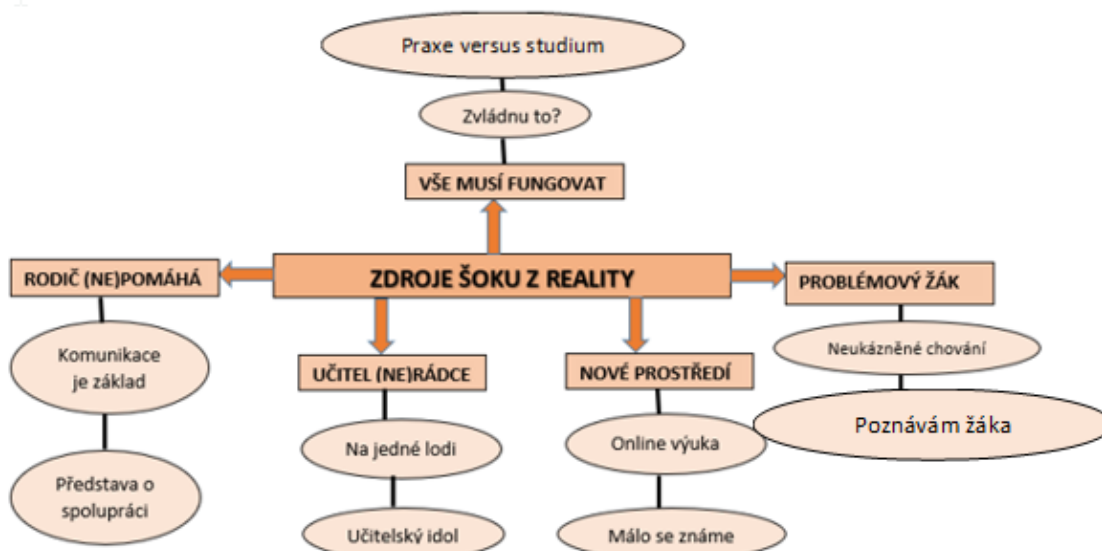 Praxe versus studium
Zvládnu to?
VŠE MUSÍ FUNGOVAT
ZDROJE ŠOKU Z REALITY
RODIČ (NE)POMÁHÁ
Komunikace
je základ
Představa o
spolupráci
UČITEL (NE)RÁDCE
Na jedné lodi
Učitelský idol
NOVÉ PROSTŘEDÍ
Online výuka
Málo se známe
PROBLÉMOVÝ ŽÁK
Neukázněné chování
Poznávám žáka